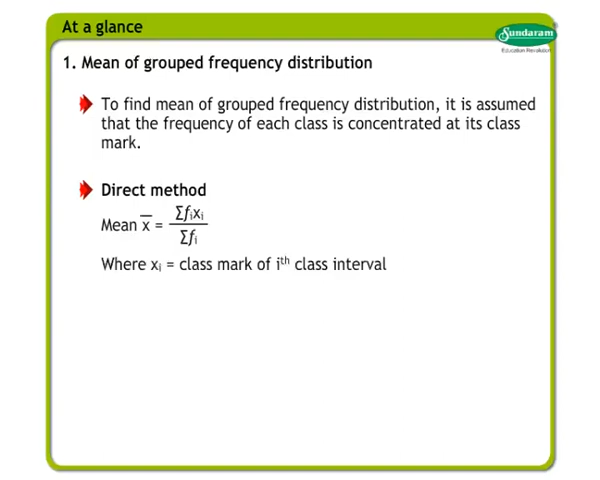 At a glance
Sundaram
Education Revolution
1. Mean of grouped frequency distribution
To find mean of grouped frequency distribution, it is assumed
that the frequency of each class is concentrated at its class
mark.
Direct method
Mean x̅ = Σfᵢxᵢ / Σfᵢ
Where xᵢ = class mark of iᵗʰ class interval